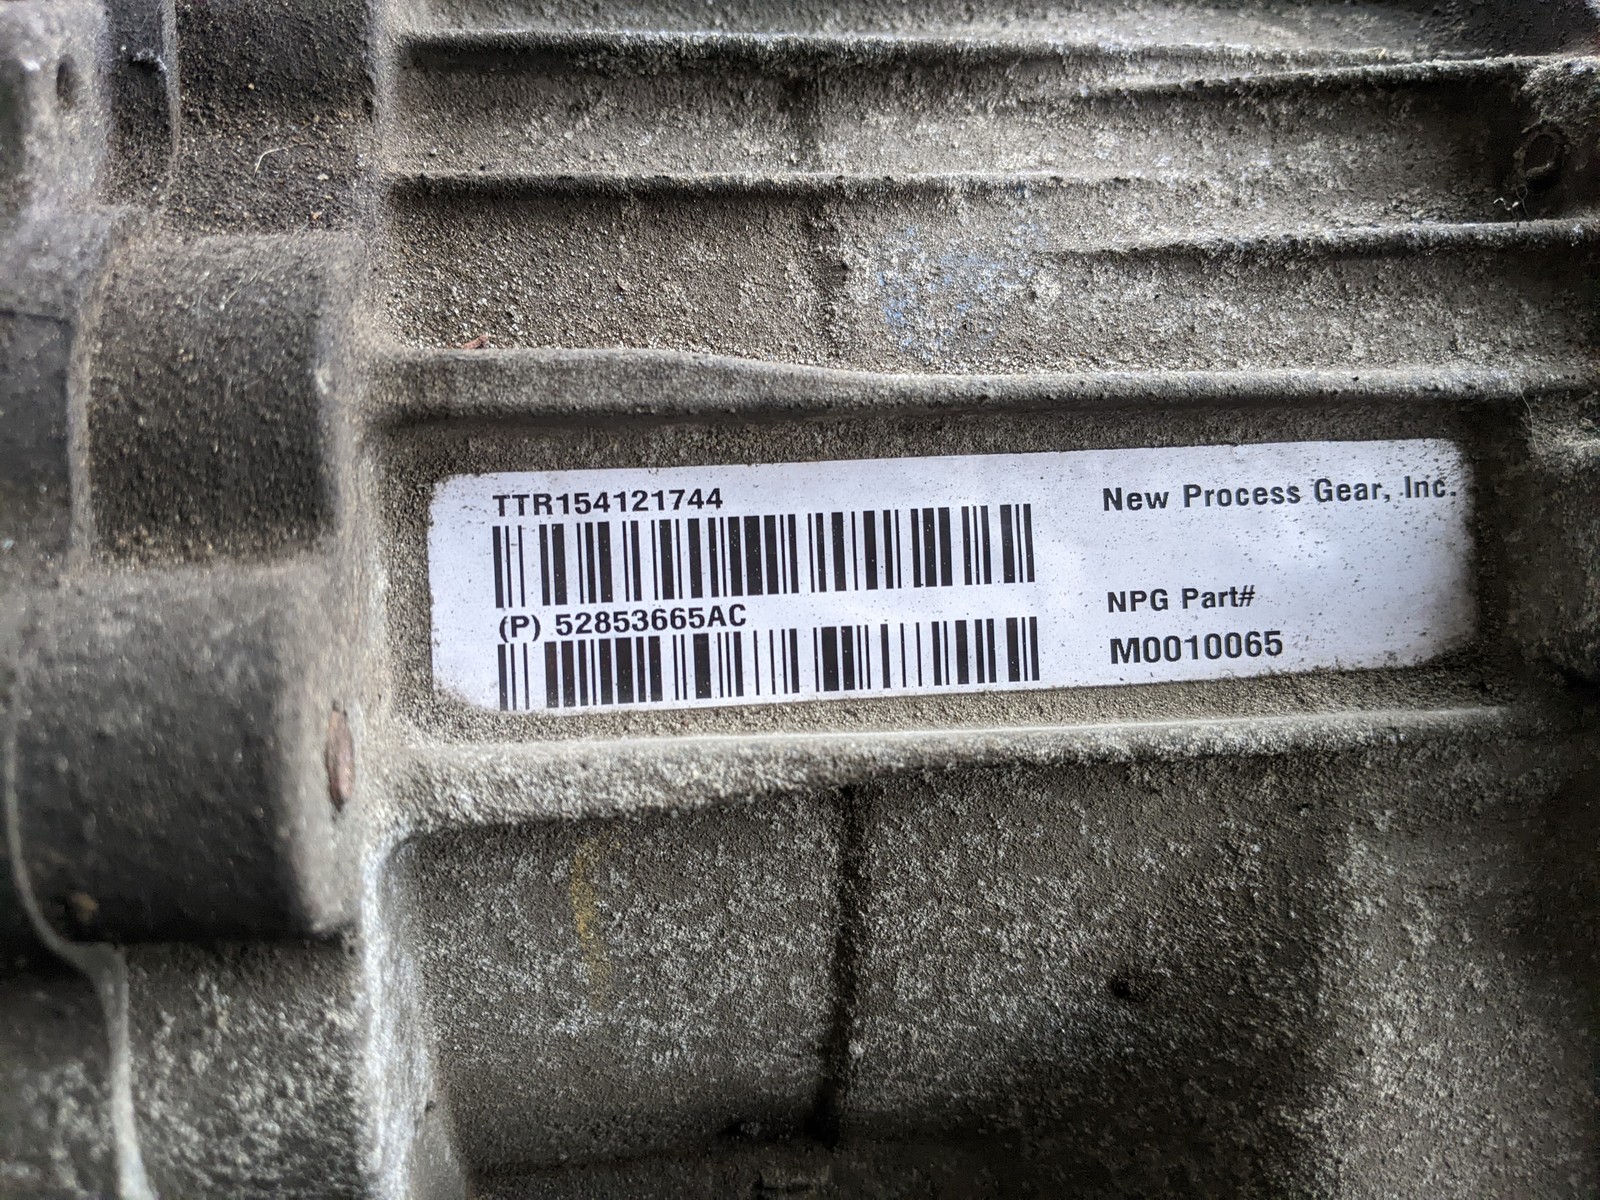 TTR154121744
New Process Gear, Inc.
(P) 52853665AC
NPG Part#
M0010065